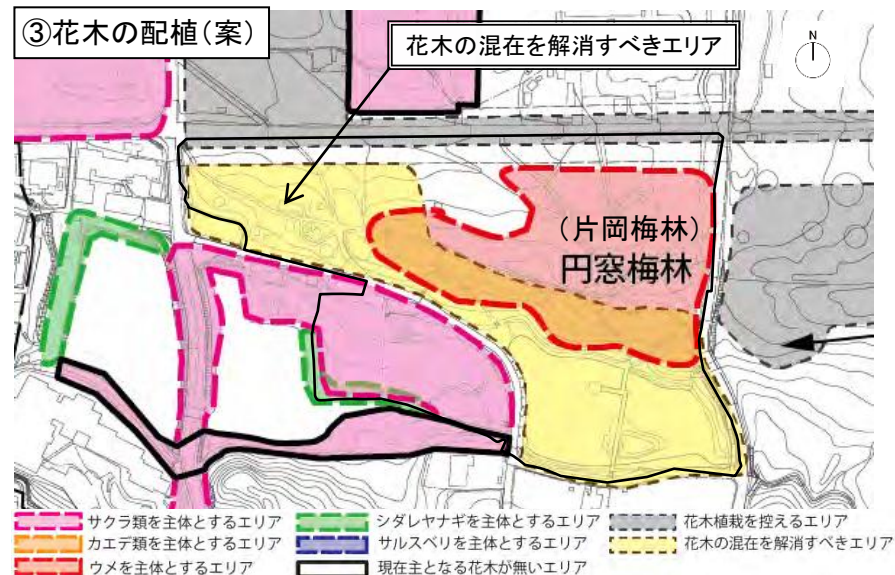 ③花木の配植(案)
花木の混在を解消すべきエリア
N
(片岡梅林)
円窓梅林
サクラ類を主体とするエリア
シダレヤナギを主体とするエリア
花木植栽を控えるエリア
カエデ類を主体とするエリア
サルスベリを主体とするエリア
花木の混在を解消すべきエリア
ウメを主体とするエリア
現在主となる花木が無いエリア